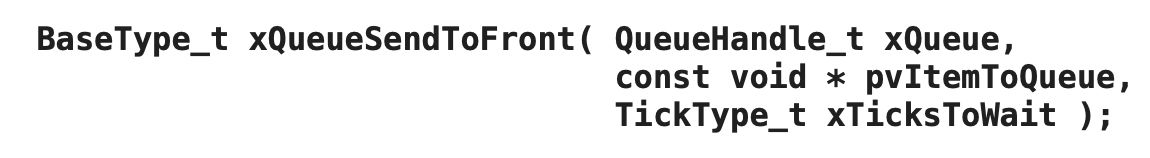 BaseType_t xQueueSendToFront( QueueHandle_t xQueue,
const void * pvItemToQueue,
TickType_t xTicksToWait );